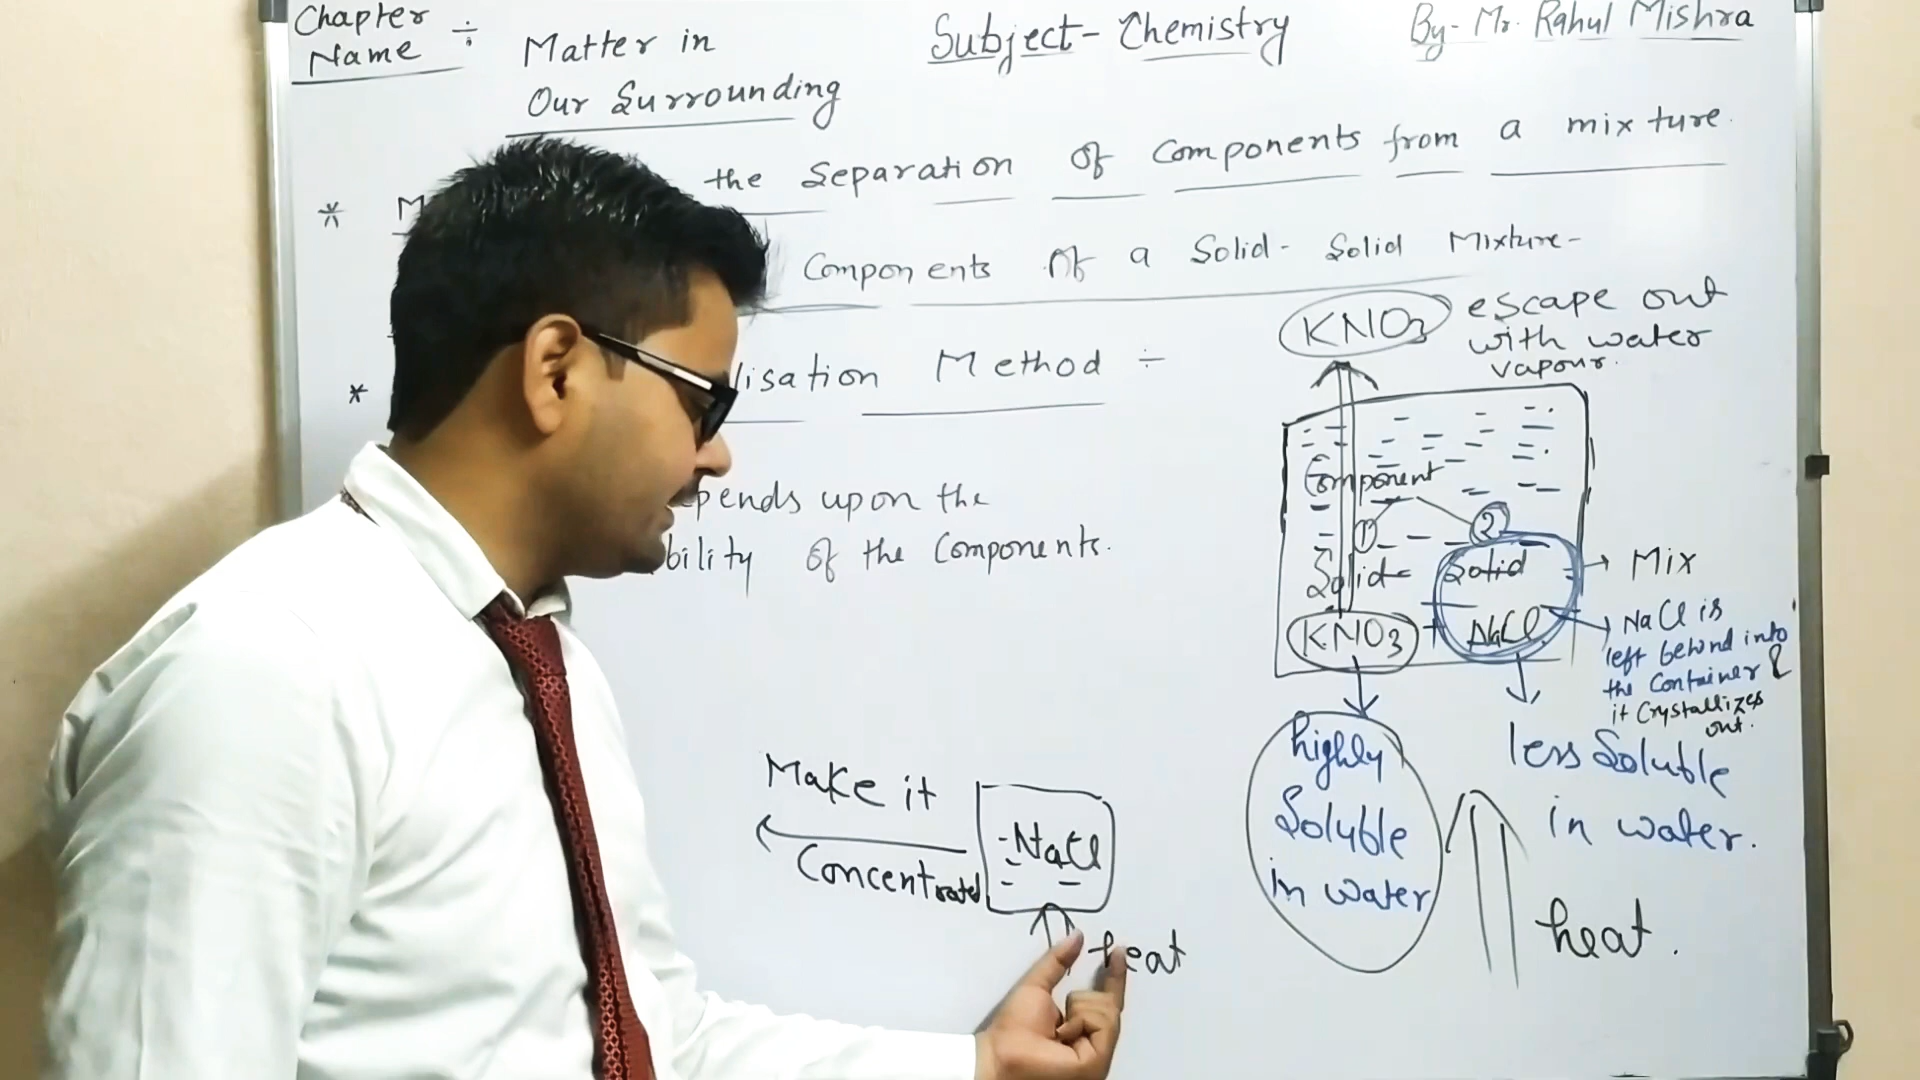 Chapter Name ÷
Matter in
Our Surrounding
Subject- Chemistry
By- Mr. Rahul Mishra
* M
the Separation of Components from a mixture.
Components of a Solid- Solid Mixture-
* lisation Method ÷
pends upon the
bility of the Components.
KNO3 escape out
with water
vapour.
Component
1 2
Solid- Solid → Mix
KNO3 + NaCl
NaCl is
left behind into
the Container &
it Crystallizes
out.
highly
Soluble
in water
less Soluble
in water.
heat.
Make it
Concentrated
NaCl
heat